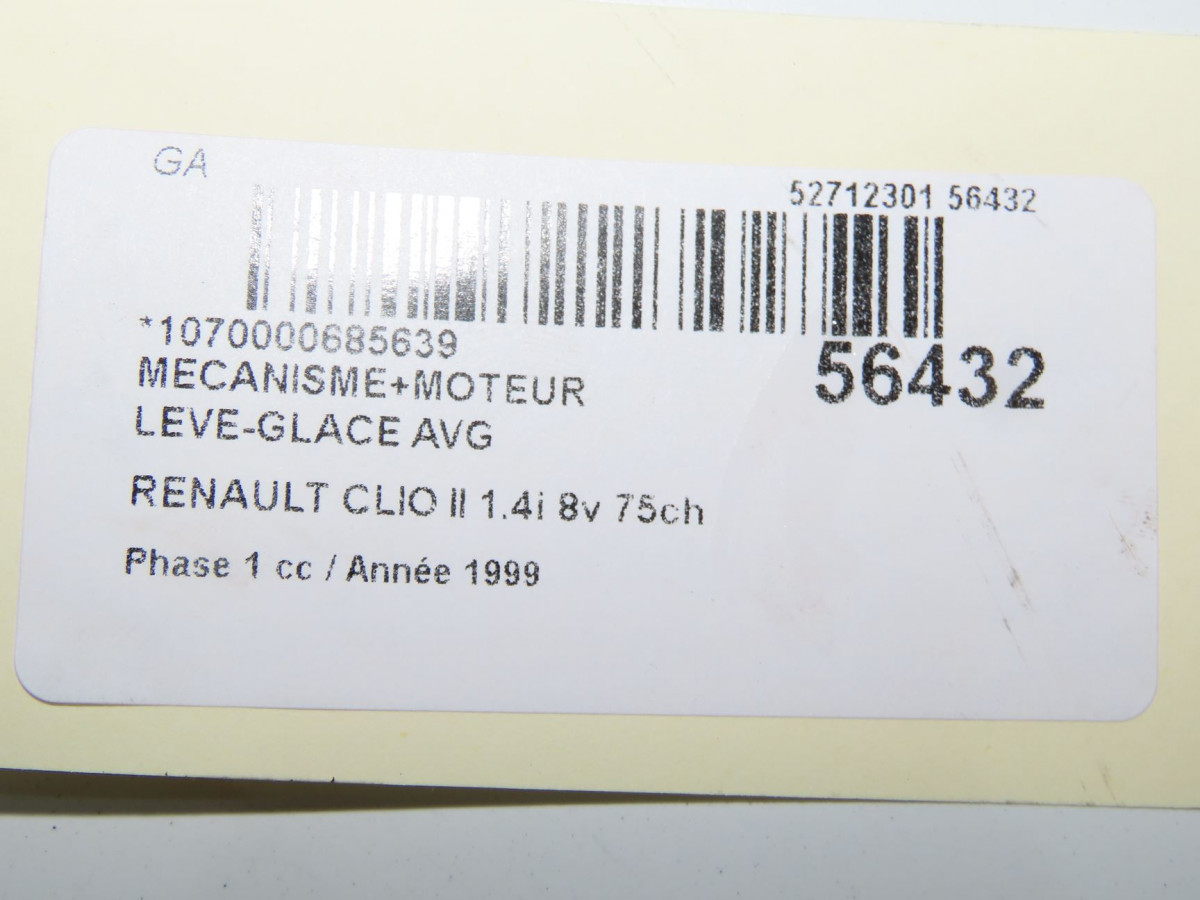 GA
52712301 56432
*1070000685639
56432
MECANISME+MOTEUR
LEVE-GLACE AVG
RENAULT CLIO II 1.4i 8v 75ch
Phase 1 cc / Année 1999